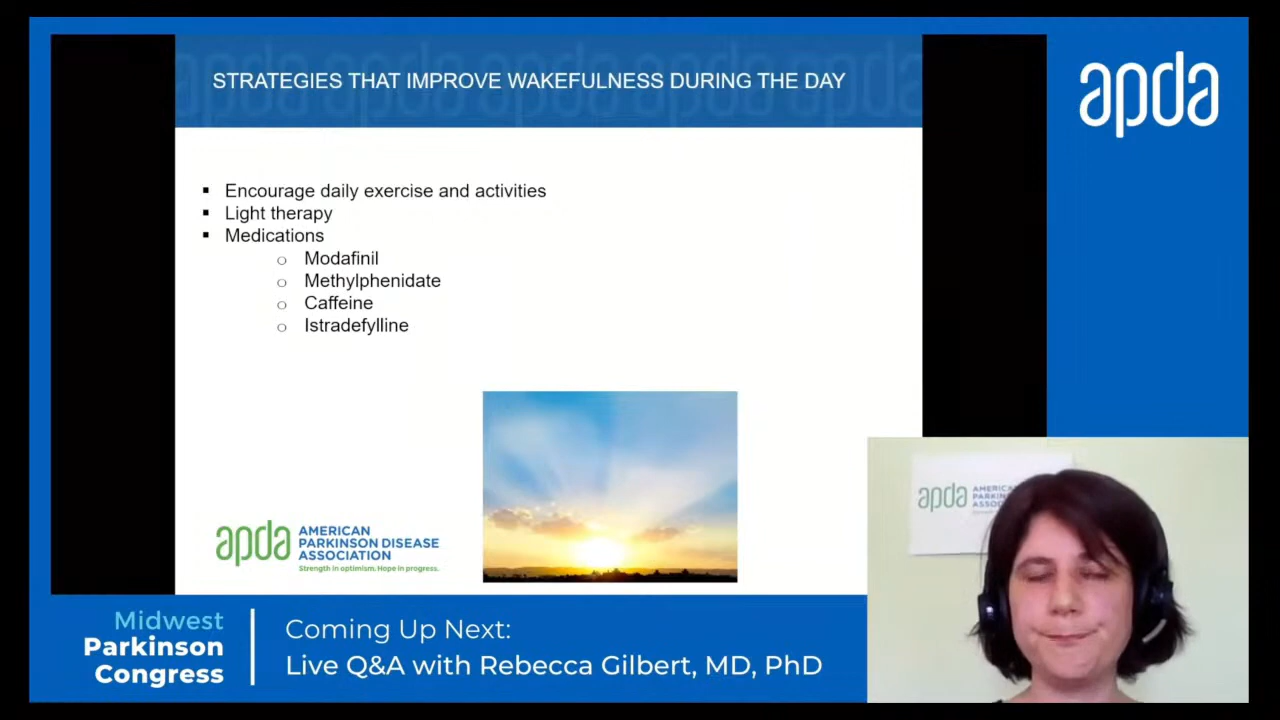 STRATEGIES THAT IMPROVE WAKEFULNESS DURING THE DAY
apda
▪ Encourage daily exercise and activities
▪ Light therapy
▪ Medications
o Modafinil
o Methylphenidate
o Caffeine
o Istradefylline
apda
AMERICAN
PARKINSON DISEASE
ASSOCIATION
Strength in optimism. Hope in progress.
apda
Midwest
Parkinson
Congress
Coming Up Next:
Live Q&A with Rebecca Gilbert, MD, PhD